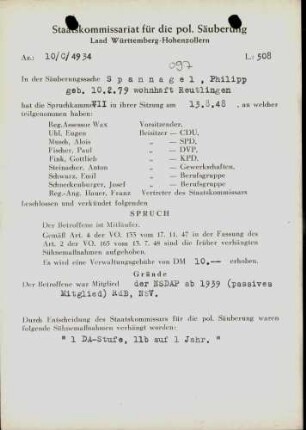 Staatskommissariat für die pol. Säuberung
Land Württemberg-Hohenzollern
Az.: 10/0/4934
L.: 508
097
In der Säuberungssache S p a n n a g e l , Philipp
geb. 10.2.79 wohnhaft Reutlingen
hat die Spruchkammer VII in ihrer Sitzung am 13.8.48 , an welcher
teilgenommen haben:
Reg.Assessor Wax Vorsitzender,
Uhl, Eugen Beisitzer — CDU,
Munch, Alois „ — SPD,
Fischer, Paul „ — DVP,
Fink, Gottlieb „ — KPD,
Steinacher, Anton „ — Gewerkschaften,
Schwarz, Emil „ — Berufsgruppe
Schneckenburger, Josef „ — Berufsgruppe
Reg.-Ang. Hauer, Franz Vertreter des Staatskommissars
beschlossen und verkündet folgenden
SPRUCH
Der Betroffene ist Mitläufer.
Gemäß Art. 4 der VO. 133 vom 17. 11. 47 in der Fassung des
Art. 2 der VO. 165 vom 13. 7. 48 sind die früher verhängten
Sühnemaßnahmen aufgehoben.
Es wird eine Verwaltungsgebühr von DM 10.-- erhoben.
Gründe
Der Betroffene war Mitglied der NSDAP ab 1939 (passives
Mitglied) RdB, NSV.
Durch Entscheidung des Staatskommissars für die pol. Säuberung waren
folgende Sühnemaßnahmen verhängt worden:
" 1 DA-Stufe, 11b auf 1 Jahr. "